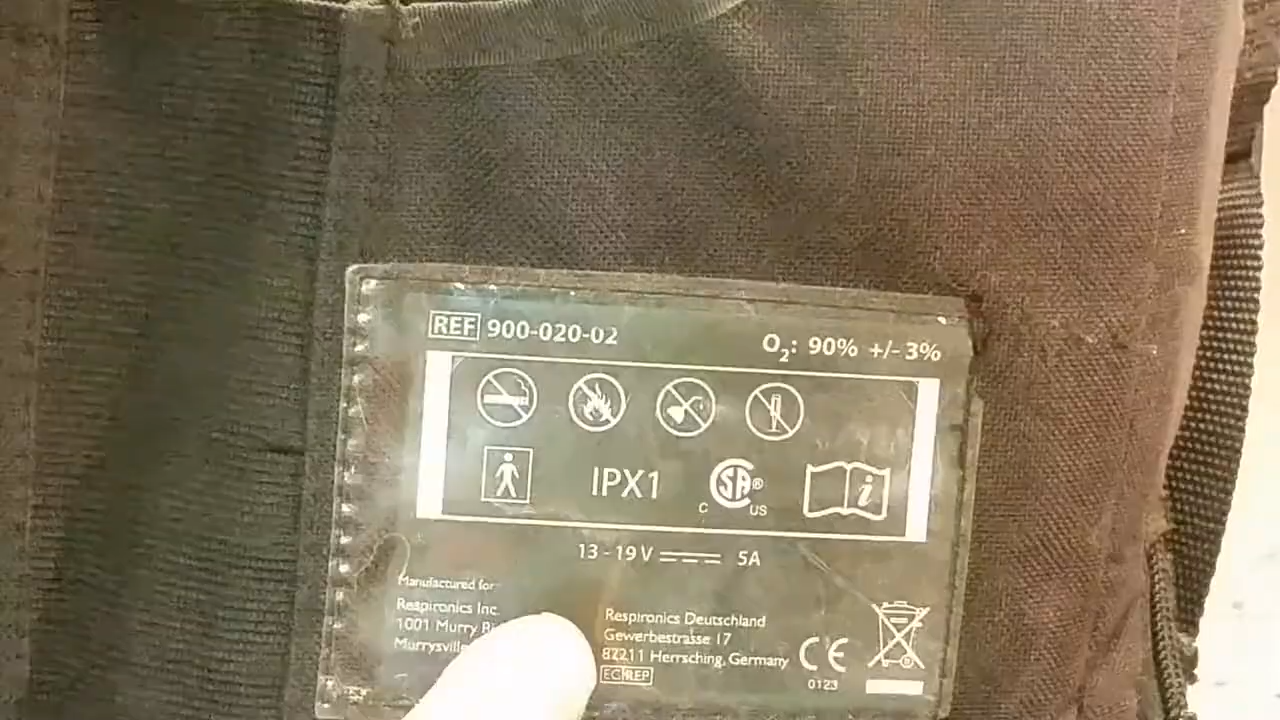 REF 900-020-02
O2: 90% +/- 3%
IPX1
CSA®
C US
i
13 - 19 V 5A
Manufactured for
Respironics Inc.
1001 Murry
Respironics Deutschland
Gewerbestrasse 17
82211 Herrsching, Germany
EC REP
CE
0123